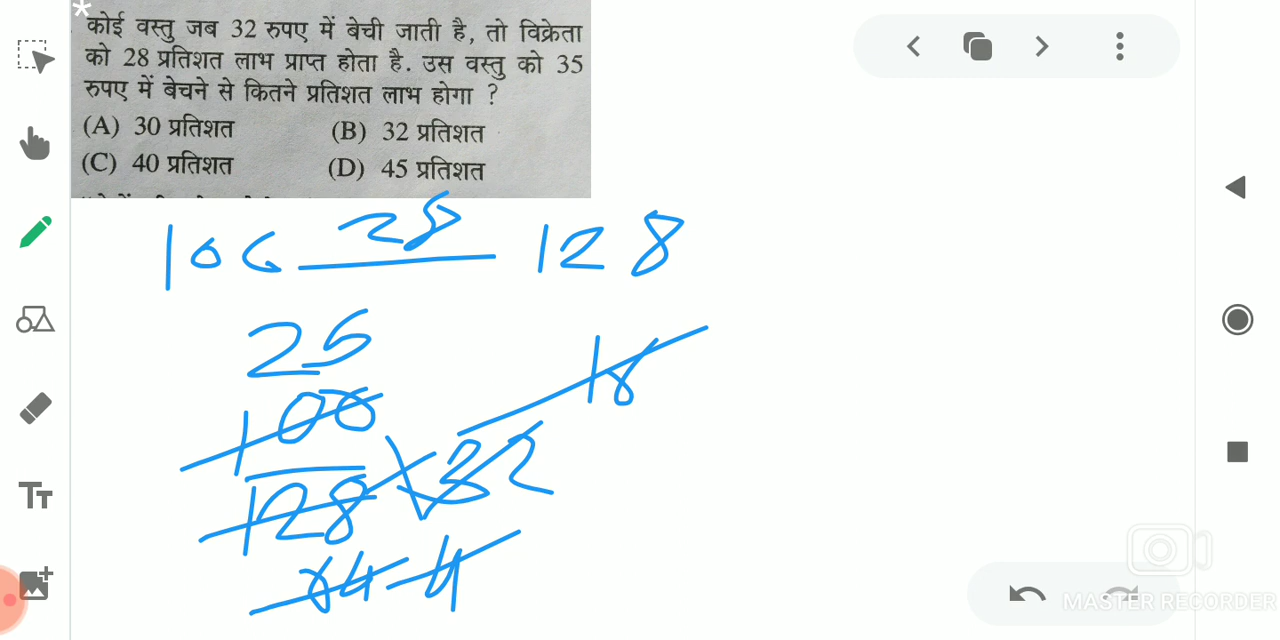 *
कोई वस्तु जब 32 रुपए में बेची जाती है, तो विक्रेता
को 28 प्रतिशत लाभ प्राप्त होता है. उस वस्तु को 35
रुपए में बेचने से कितने प्रतिशत लाभ होगा ?
(A) 30 प्रतिशत (B) 32 प्रतिशत
(C) 40 प्रतिशत (D) 45 प्रतिशत
100 28 128
25
100
128 32 16
64 4
TT
MASTER RECORDER